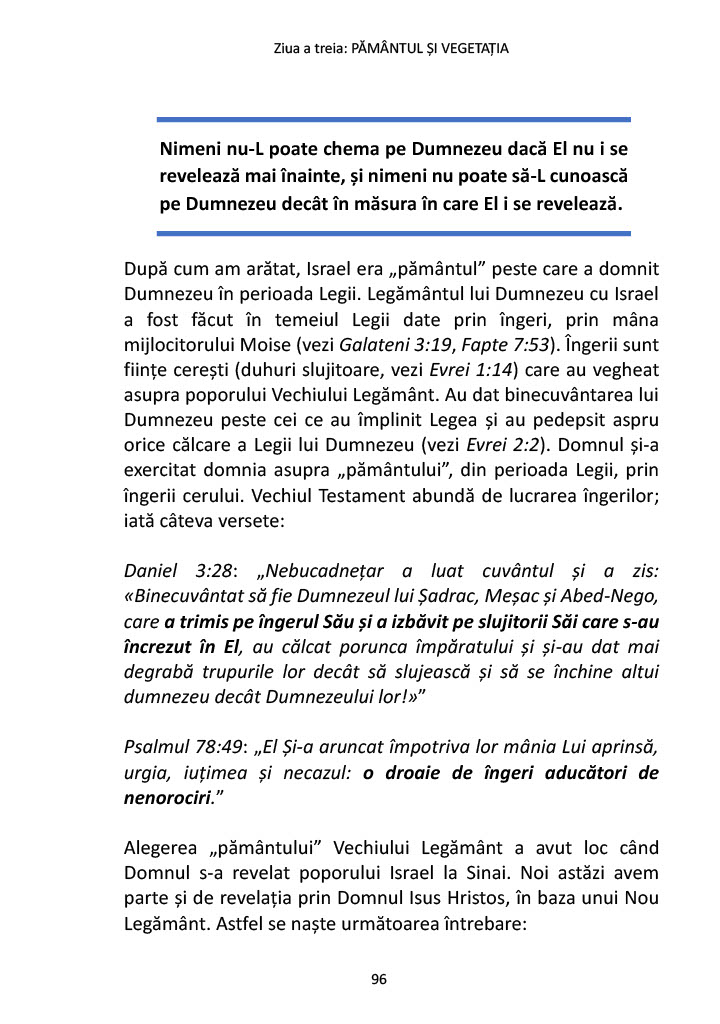 Ziua a treia: PĂMÂNTUL ȘI VEGETAȚIA
Nimeni nu-L poate chema pe Dumnezeu dacă El nu i se
revelează mai înainte, și nimeni nu poate să-L cunoască
pe Dumnezeu decât în măsura în care El i se revelează.
După cum am arătat, Israel era „pământul” peste care a domnit
Dumnezeu în perioada Legii. Legământul lui Dumnezeu cu Israel
a fost făcut în temeiul Legii date prin îngeri, prin mâna
mijlocitorului Moise (vezi Galateni 3:19, Fapte 7:53). Îngerii sunt
ființe cerești (duhuri slujitoare, vezi Evrei 1:14) care au vegheat
asupra poporului Vechiului Legământ. Au dat binecuvântarea lui
Dumnezeu peste cei ce au împlinit Legea și au pedepsit aspru
orice călcare a Legii lui Dumnezeu (vezi Evrei 2:2). Domnul și-a
exercitat domnia asupra „pământului”, din perioada Legii, prin
îngerii cerului. Vechiul Testament abundă de lucrarea îngerilor;
iată câteva versete:
Daniel 3:28: „Nebucadnețar a luat cuvântul și a zis:
«Binecuvântat să fie Dumnezeul lui Șadrac, Meșac și Abed-Nego,
care a trimis pe îngerul Său și a izbăvit pe slujitorii Săi care s-au
încrezut în El, au călcat porunca împăratului și și-au dat mai
degrabă trupurile lor decât să slujească și să se închine altui
dumnezeu decât Dumnezeului lor!»”
Psalmul 78:49: „El Și-a aruncat împotriva lor mânia Lui aprinsă,
urgia, iuțimea și necazul: o droaie de îngeri aducători de
nenorociri.”
Alegerea „pământului” Vechiului Legământ a avut loc când
Domnul s-a revelat poporului Israel la Sinai. Noi astăzi avem
parte și de revelația prin Domnul Isus Hristos, în baza unui Nou
Legământ. Astfel se naște următoarea întrebare:
96